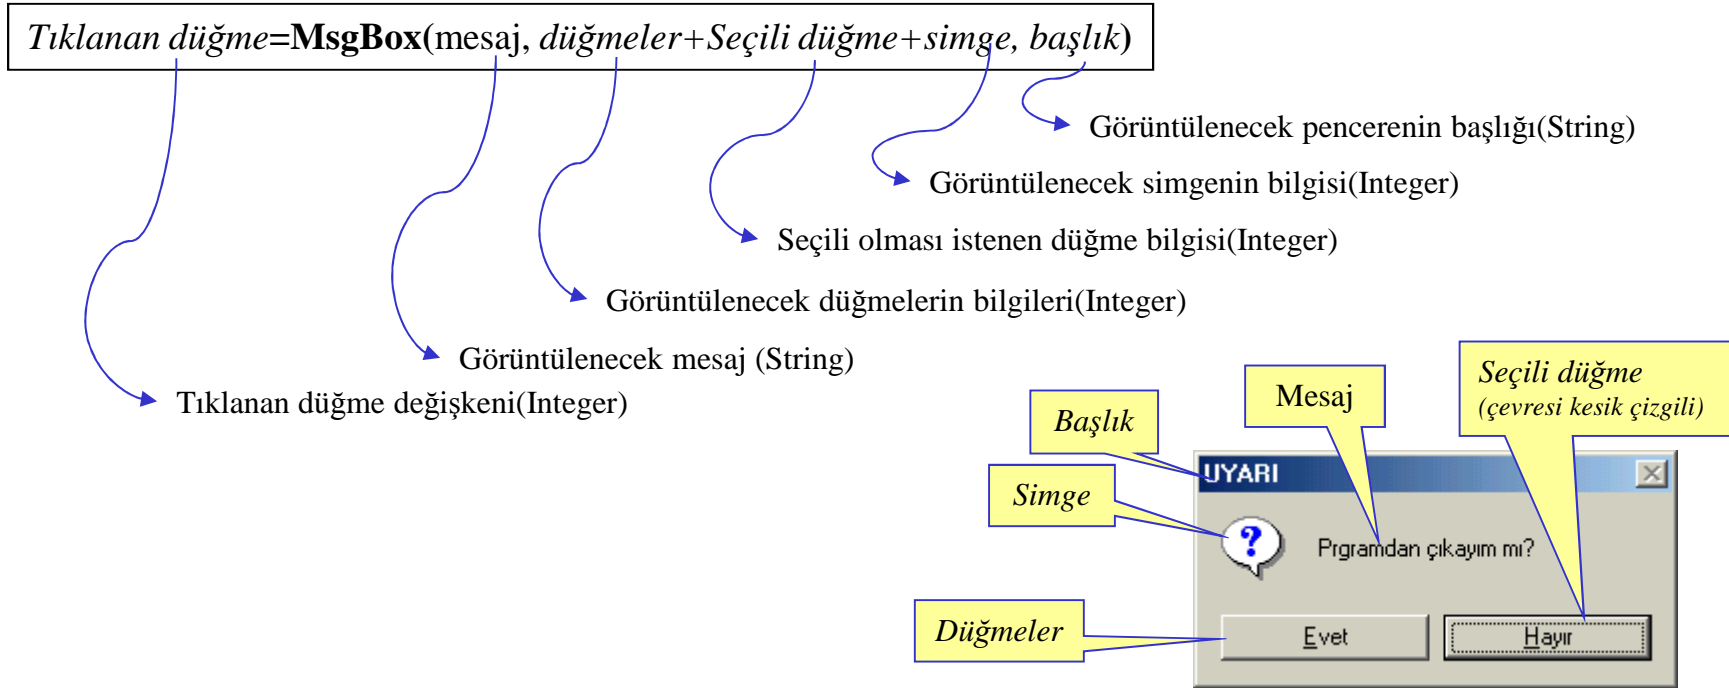 Tıklanan düğme=MsgBox(mesaj, düğmeler+Seçili düğme+simge, başlık)
Görüntülenecek pencerenin başlığı(String)
Görüntülenecek simgenin bilgisi(Integer)
Seçili olması istenen düğme bilgisi(Integer)
Görüntülenecek düğmelerin bilgileri(Integer)
Görüntülenecek mesaj (String)
Tıklanan düğme değişkeni(Integer)
Seçili düğme
(çevresi kesik çizgili)
Mesaj
Başlık
UYARI
Simge
?
Prgramdan çıkayım mı?
Düğmeler
Evet
Hayır